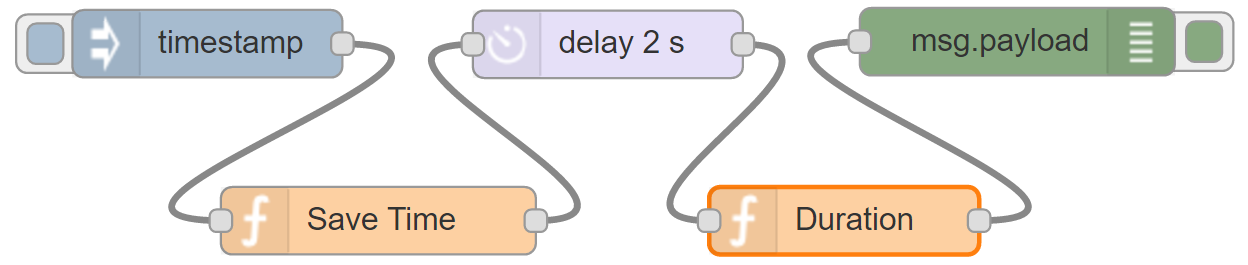 timestamp
delay 2 s
msg.payload
Save Time
Duration